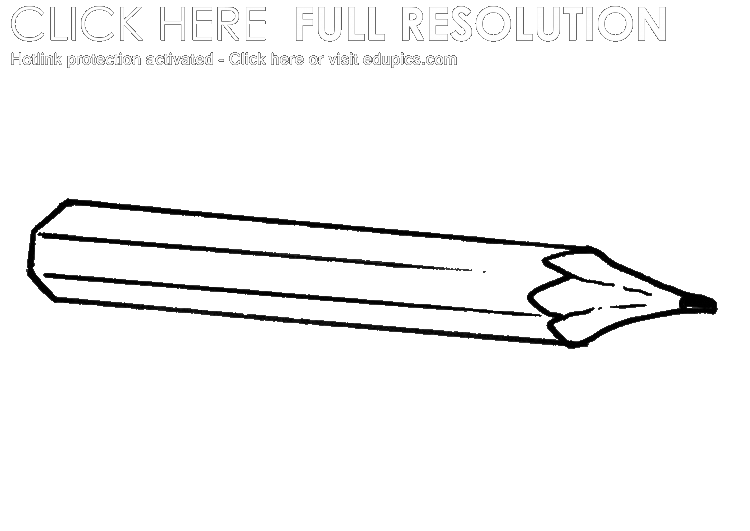 CLICK HERE FULL RESOLUTION
Hotlink protection activated - Click here or visit edupics.com